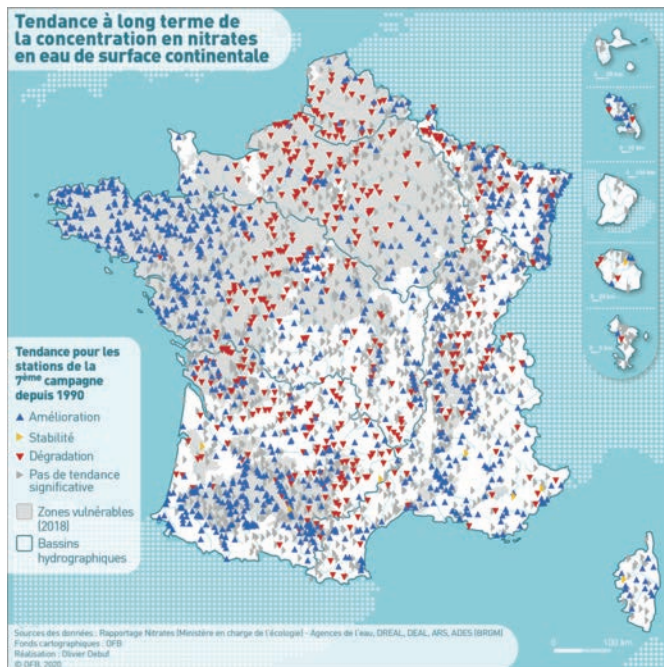 Tendance à long terme de
la concentration en nitrates
en eau de surface continentale
Tendance pour les
stations de la
7ème campagne
depuis 1990
Amélioration
Stabilité
Dégradation
Pas de tendance
significative
Zones vulnérables
(2018)
Bassins
hydrographiques
Sources des données : Rapportage Nitrates (Ministère en charge de l'écologie) - Agences de l'eau, DREAL, DEAL, ARS, ADES (BRGM)
Fonds cartographiques : OFB
Réalisation : Olivier Debuf
© OFB, 2020
0 100 km